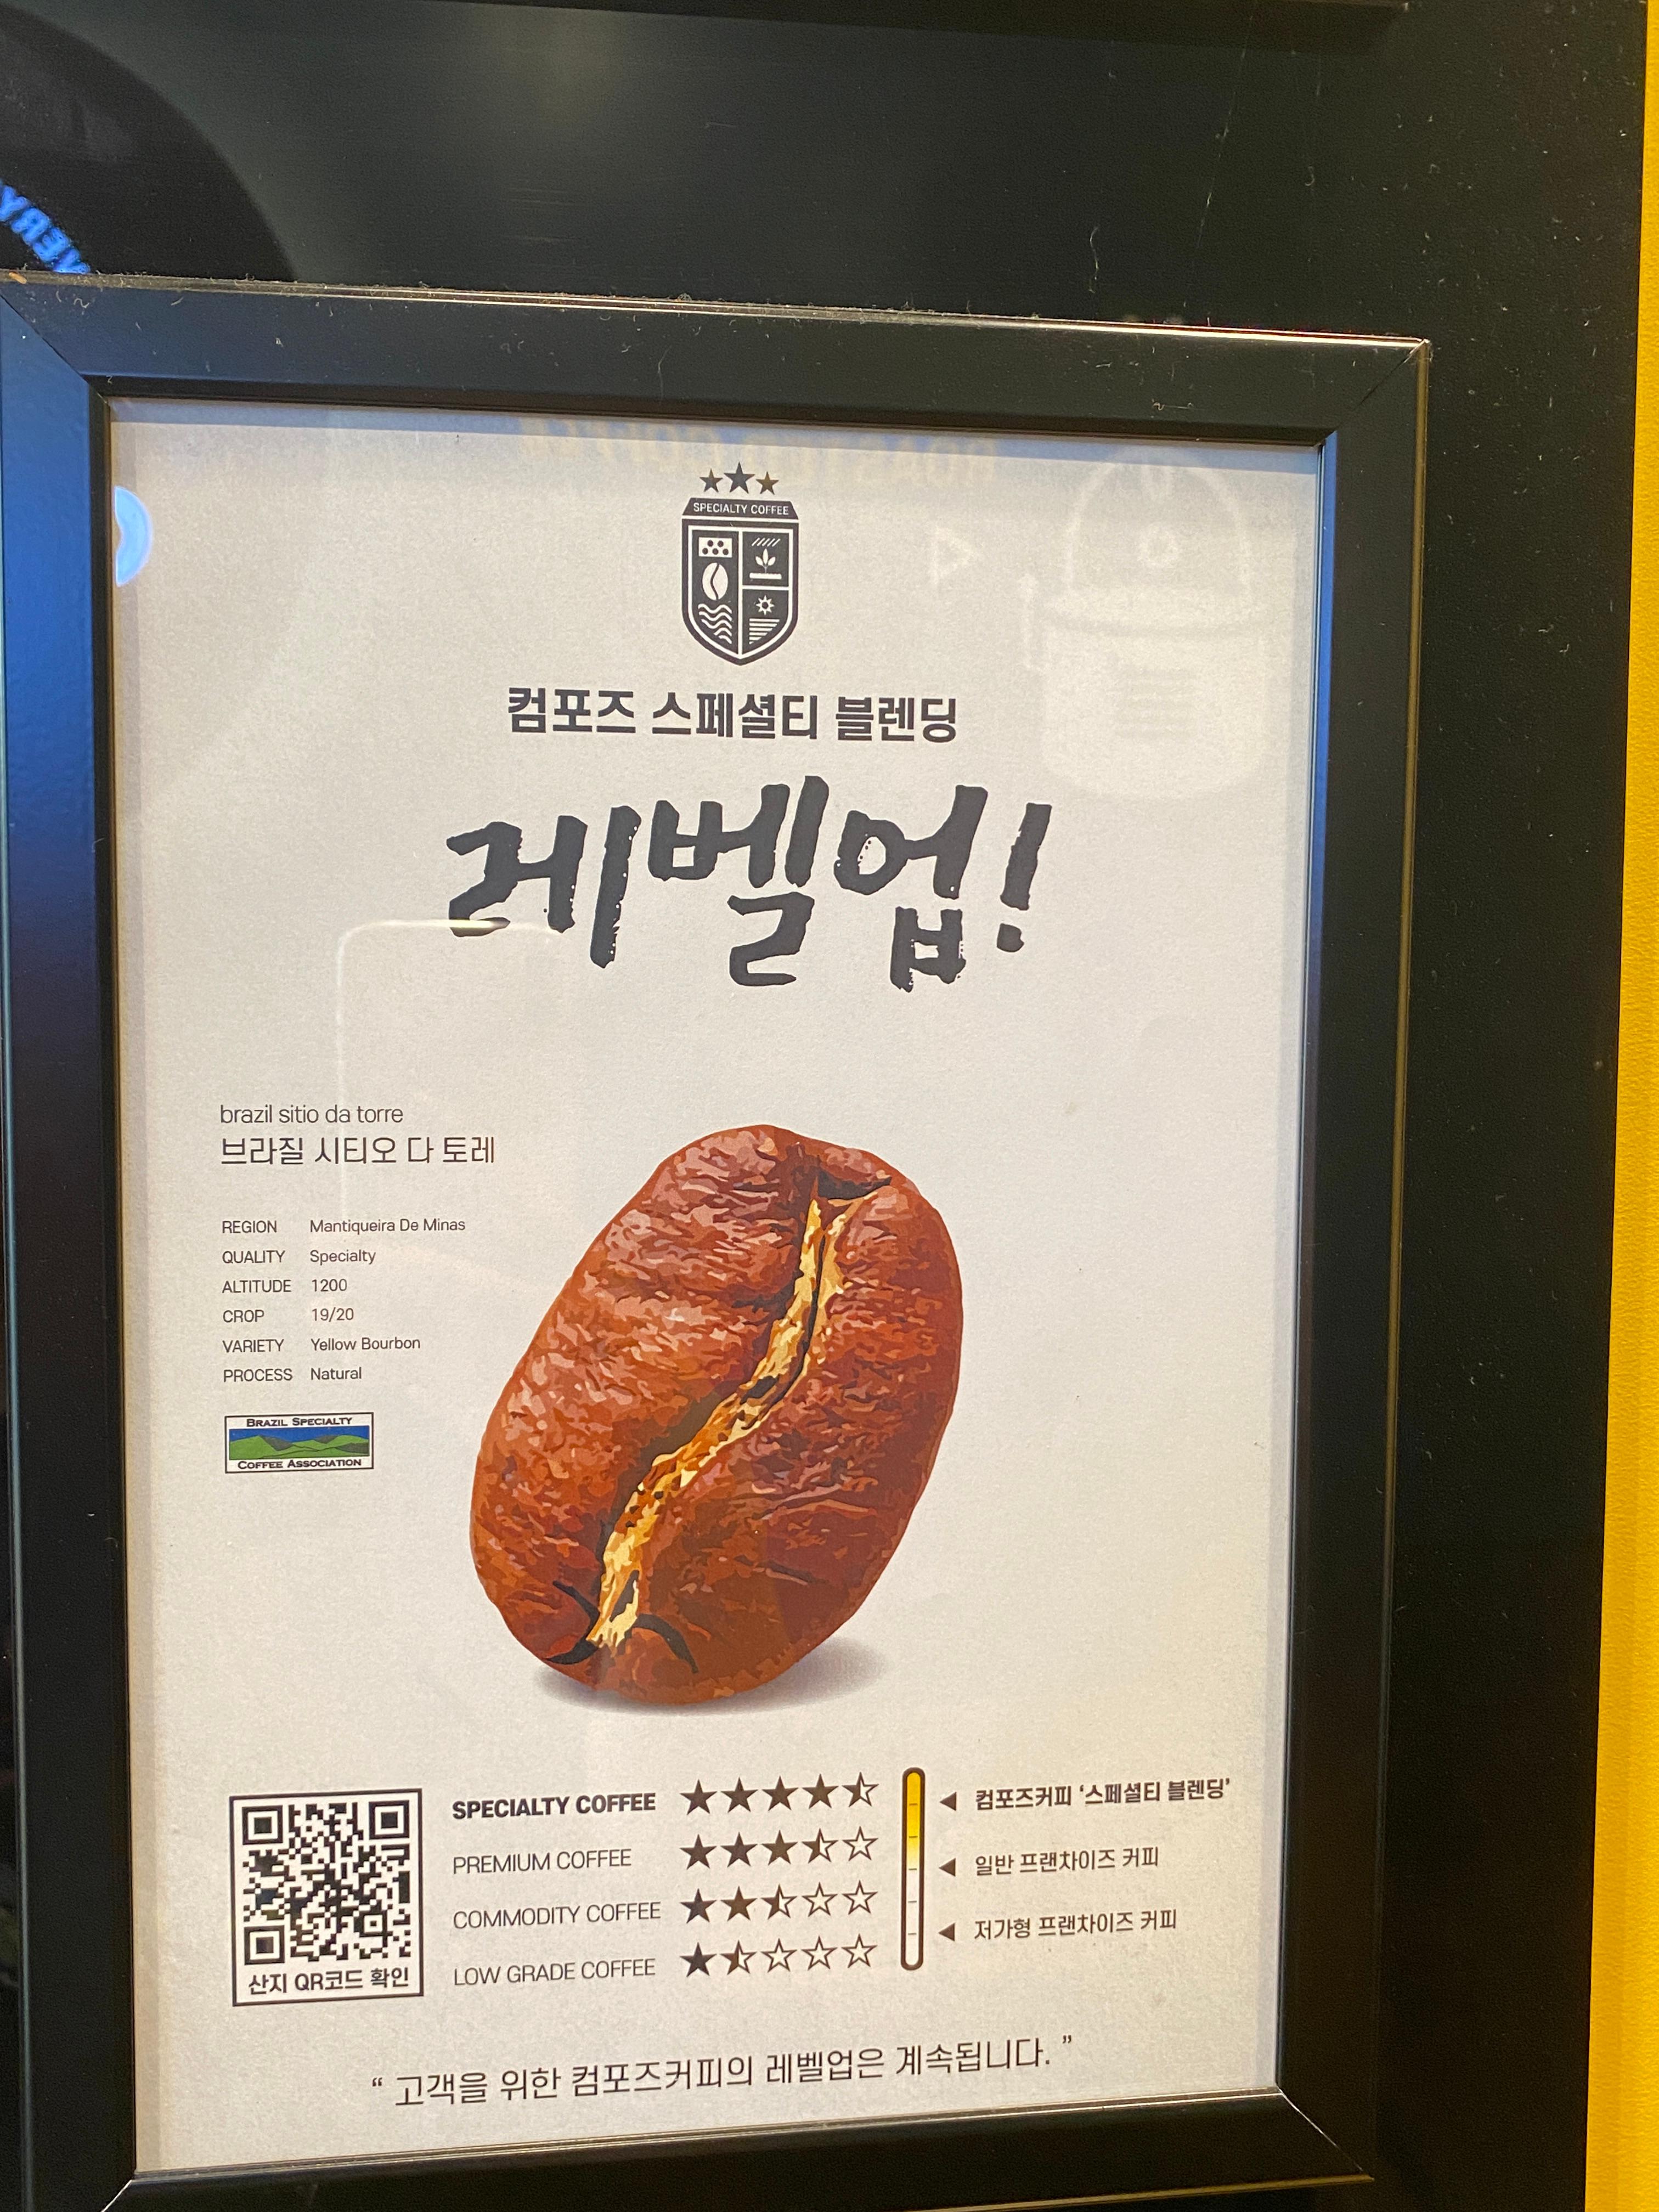 SPECIALTY COFFEE
컴포즈 스페셜티 블렌딩
레벨업!
brazil sitio da torre
브라질 시티오 다 토레
REGION Mantiqueira De Minas
QUALITY Specialty
ALTITUDE 1200
CROP 19/20
VARIETY Yellow Bourbon
PROCESS Natural
BRAZIL SPECIALTY
COFFEE ASSOCIATION
산지 QR코드 확인
SPECIALTY COFFEE
PREMIUM COFFEE
COMMODITY COFFEE
LOW GRADE COFFEE
컴포즈커피 ‘스페셜티 블렌딩’
일반 프랜차이즈 커피
저가형 프랜차이즈 커피
“ 고객을 위한 컴포즈커피의 레벨업은 계속됩니다. ”